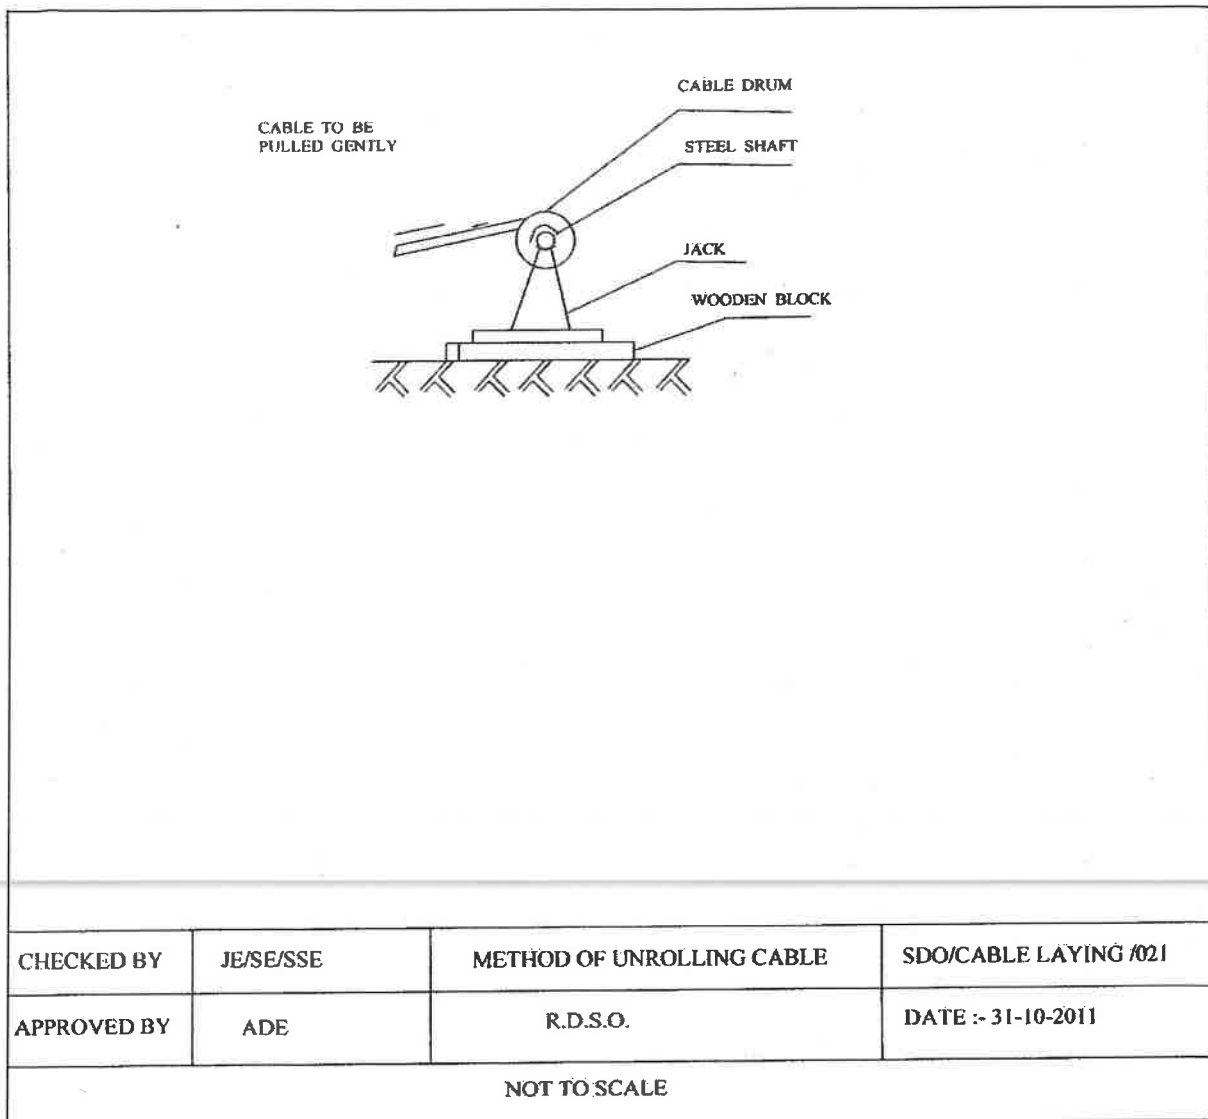 CABLE DRUM
CABLE TO BE
PULLED GENTLY
STEEL SHAFT
JACK
WOODEN BLOCK
CHECKED BY JE/SE/SSE METHOD OF UNROLLING CABLE SDO/CABLE LAYING /021
APPROVED BY ADE R.D.S.O. DATE :- 31-10-2011
NOT TO SCALE